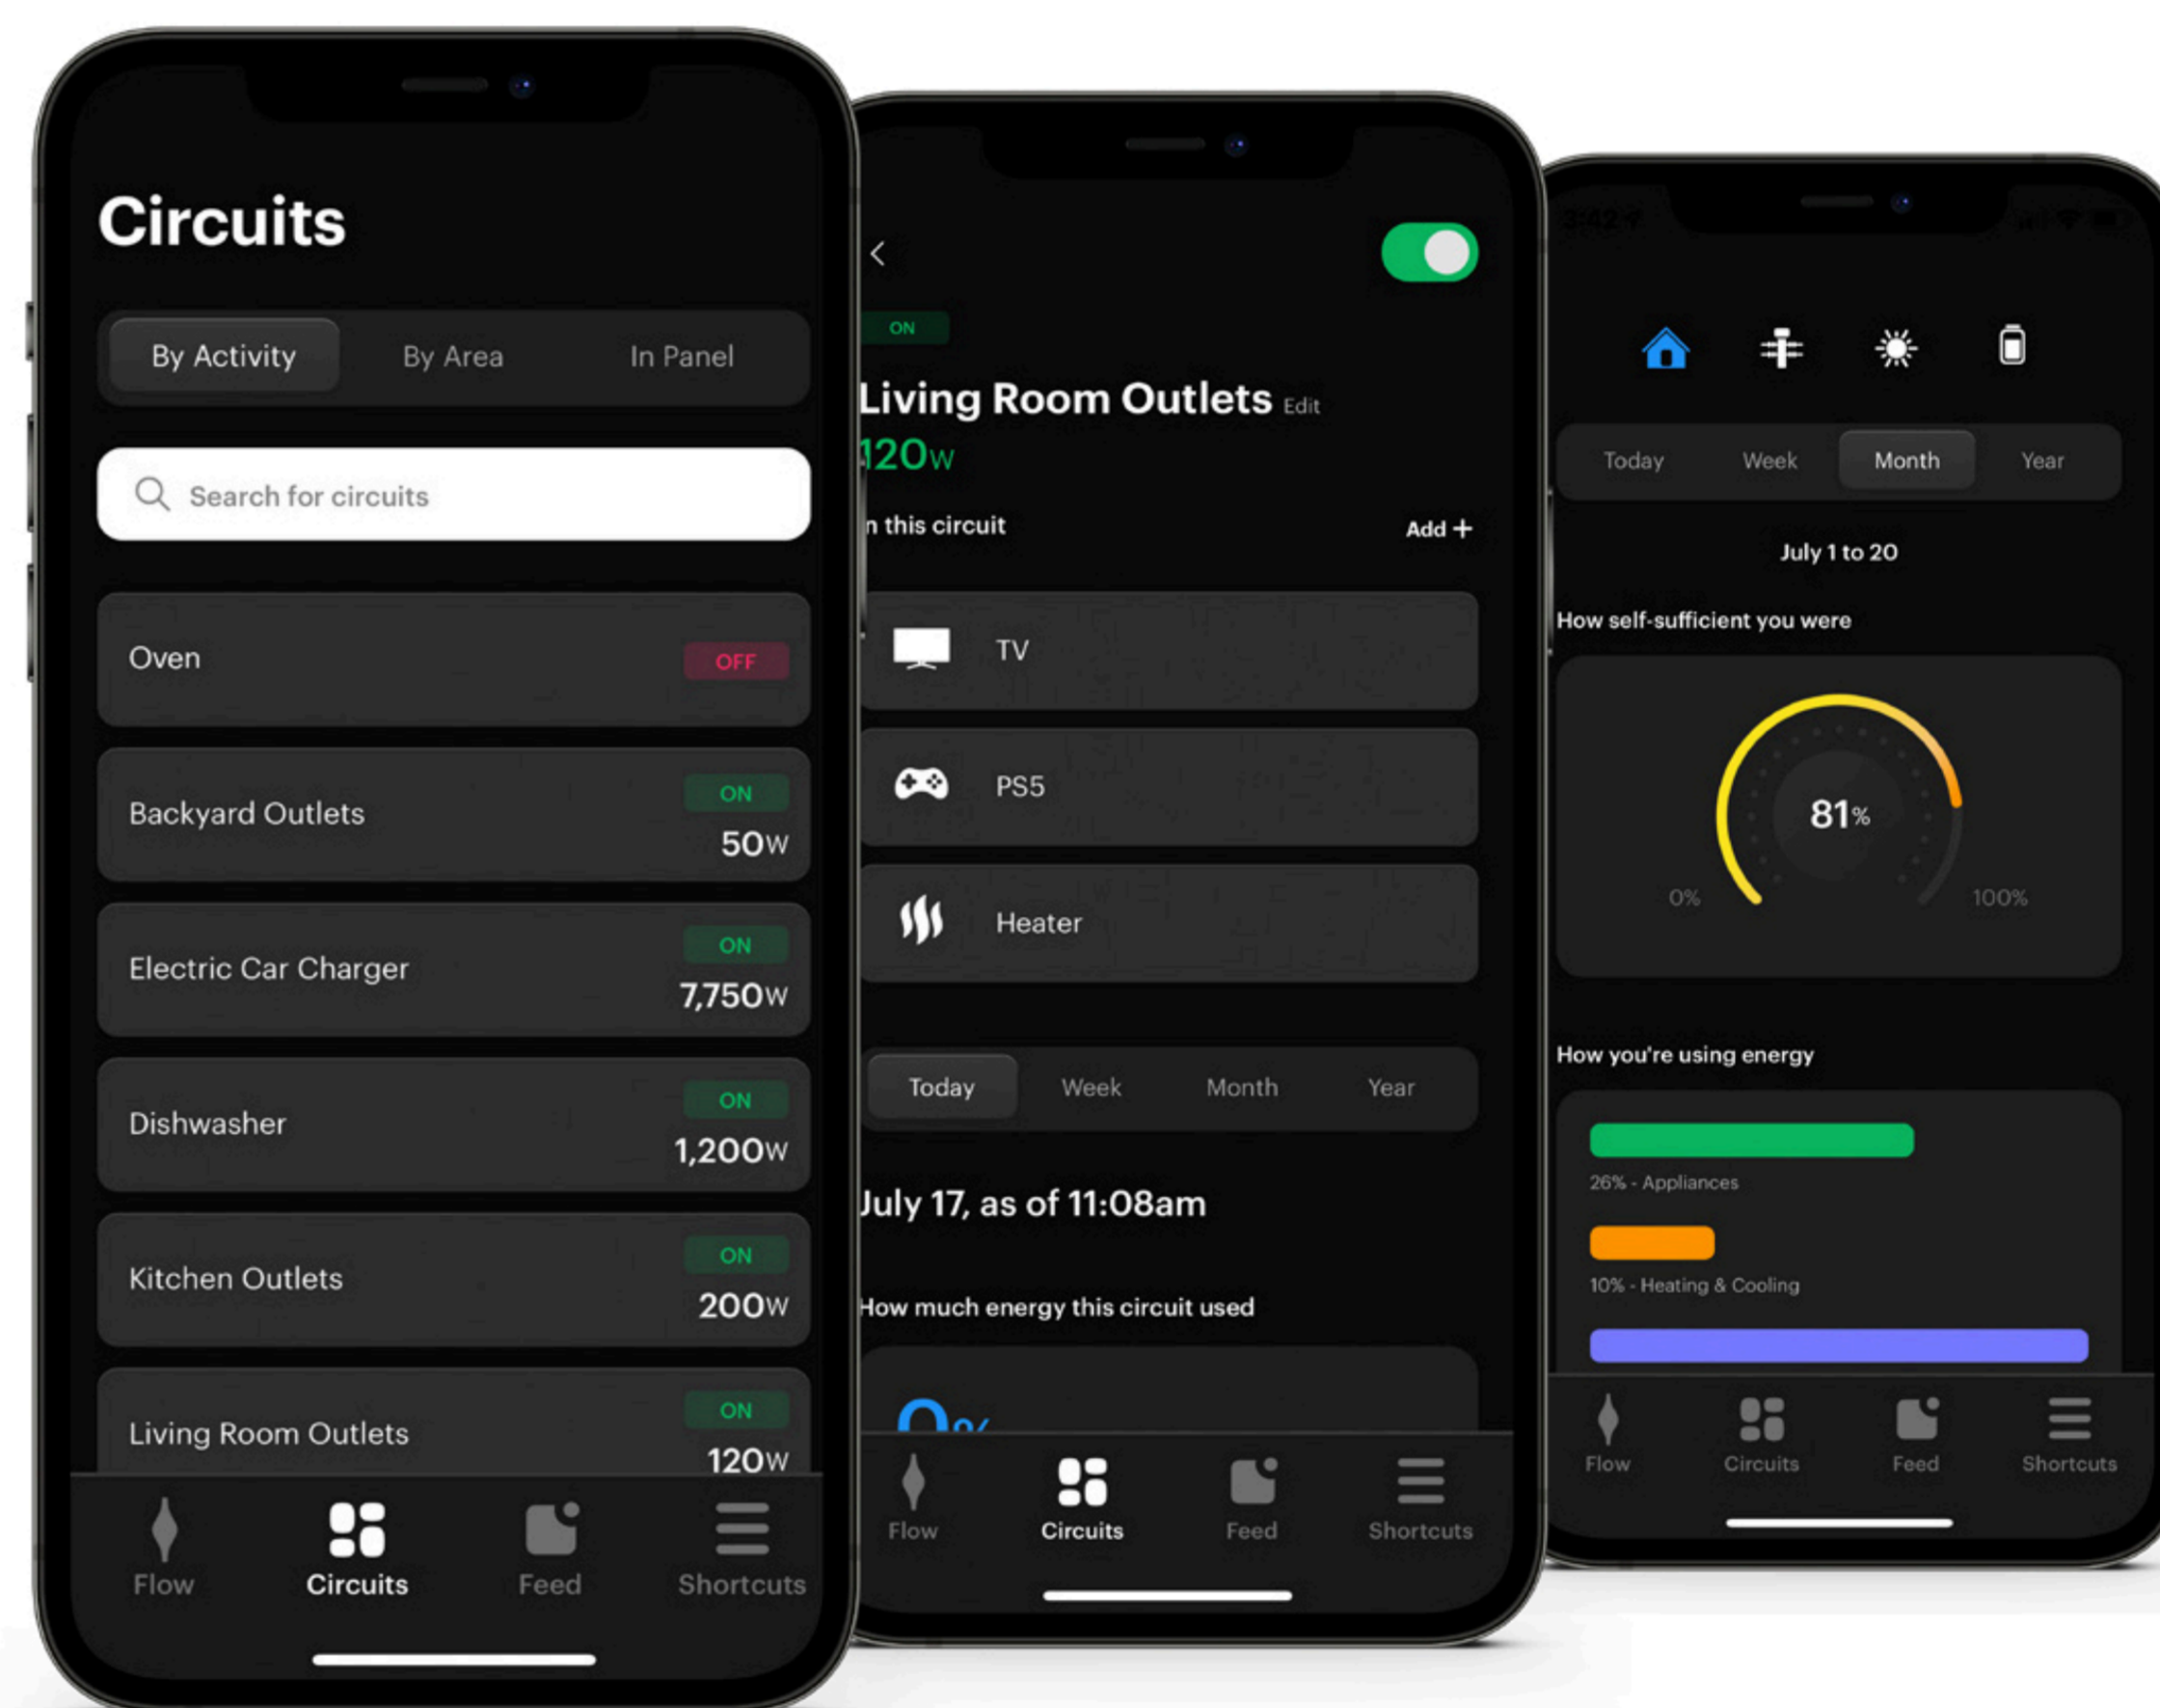 Circuits
By Activity By Area In Panel
Search for circuits
Oven
OFF
Backyard Outlets
ON
50W
Electric Car Charger
ON
7,750W
Dishwasher
ON
1,200W
Kitchen Outlets
ON
200W
Living Room Outlets
ON
120W
Flow Circuits Feed Shortcuts
ON
Living Room Outlets Edit
120W
n this circuit
Add +
TV
PS5
Heater
Today Week Month Year
July 17, as of 11:08am
How much energy this circuit used
Flow Circuits Feed Shortcuts
3:42
Today Week Month Year
July 1 to 20
How self-sufficient you were
81%
0% 100%
How you're using energy
26% - Appliances
10% - Heating & Cooling
Flow Circuits Feed Shortcuts